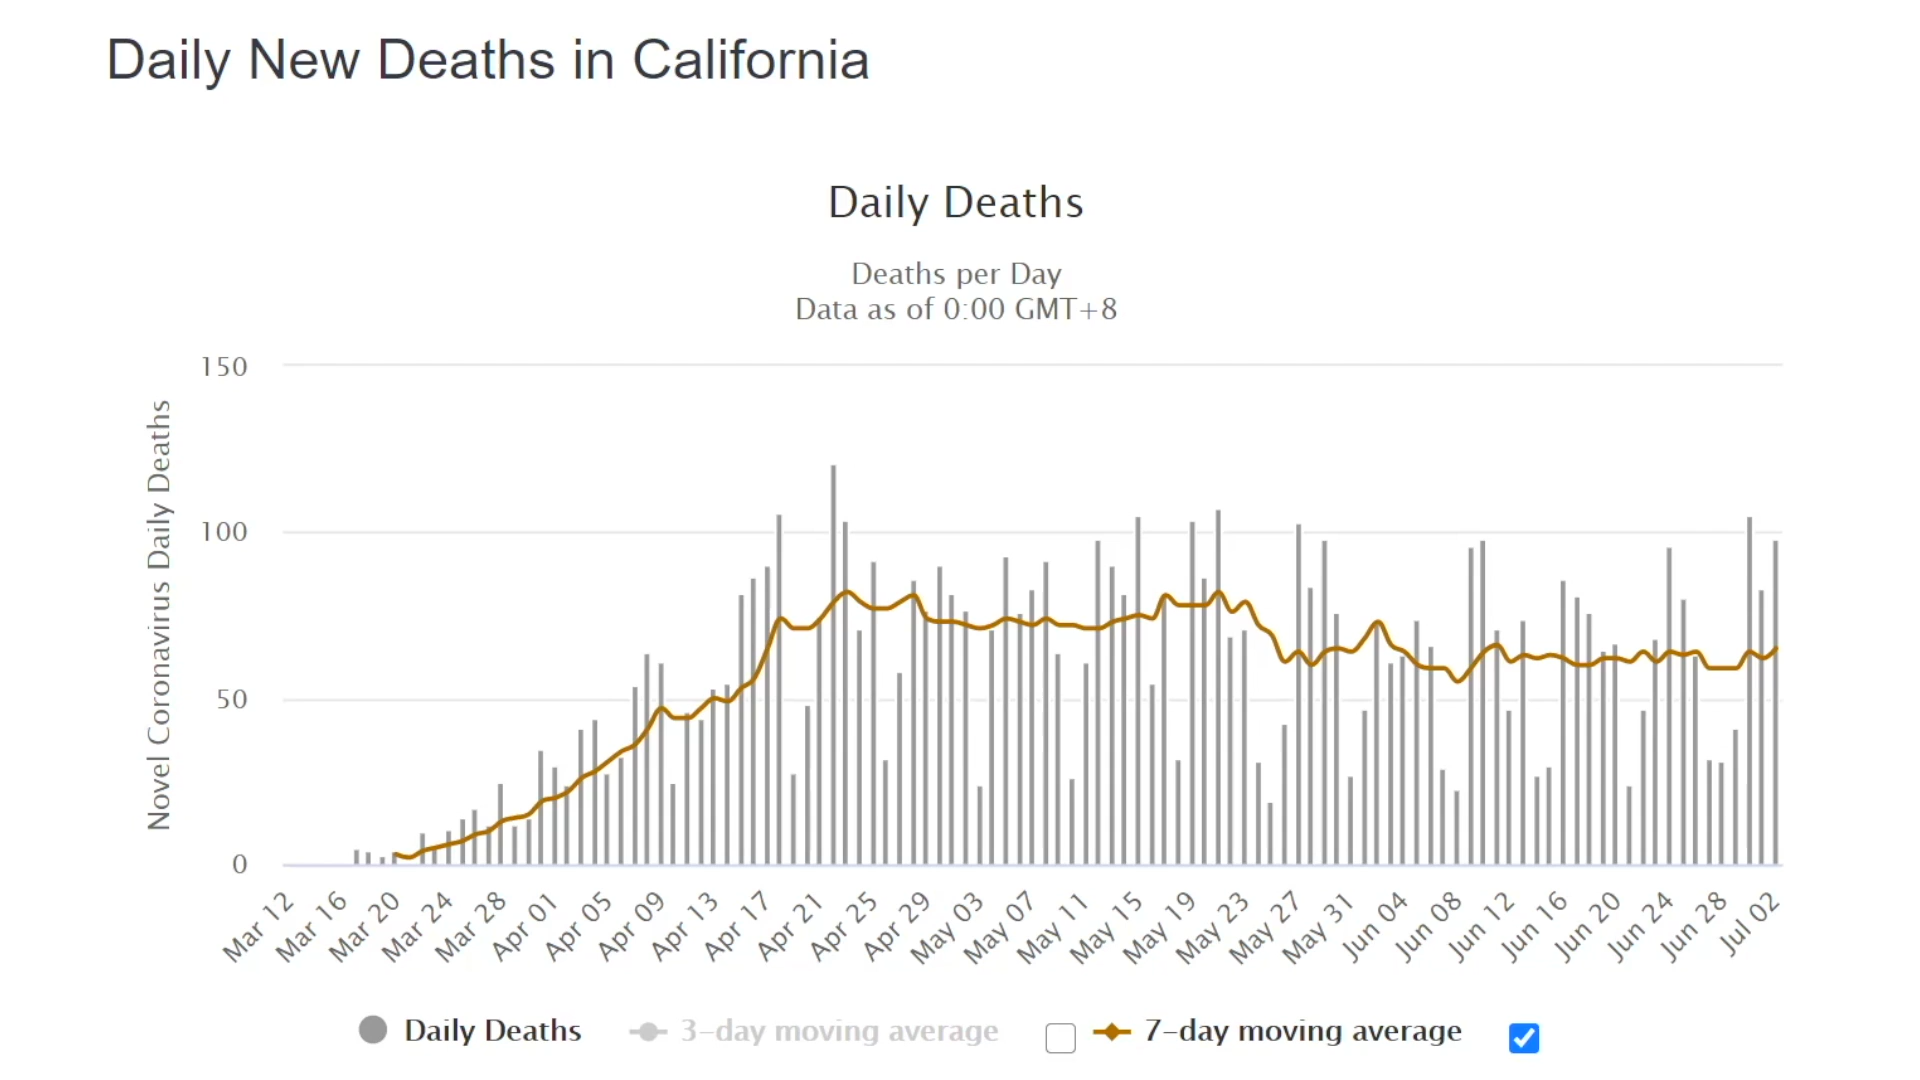 Daily New Deaths in California
Daily Deaths
Deaths per Day
Data as of 0:00 GMT+8
Novel Coronavirus Daily Deaths
150
100
50
0
Mar 12
Mar 16
Mar 20
Mar 24
Mar 28
Apr 01
Apr 05
Apr 09
Apr 13
Apr 17
Apr 21
Apr 25
Apr 29
May 03
May 07
May 11
May 15
May 19
May 23
May 27
May 31
Jun 04
Jun 08
Jun 12
Jun 16
Jun 20
Jun 24
Jun 28
Jul 02
Daily Deaths
3-day moving average
7-day moving average